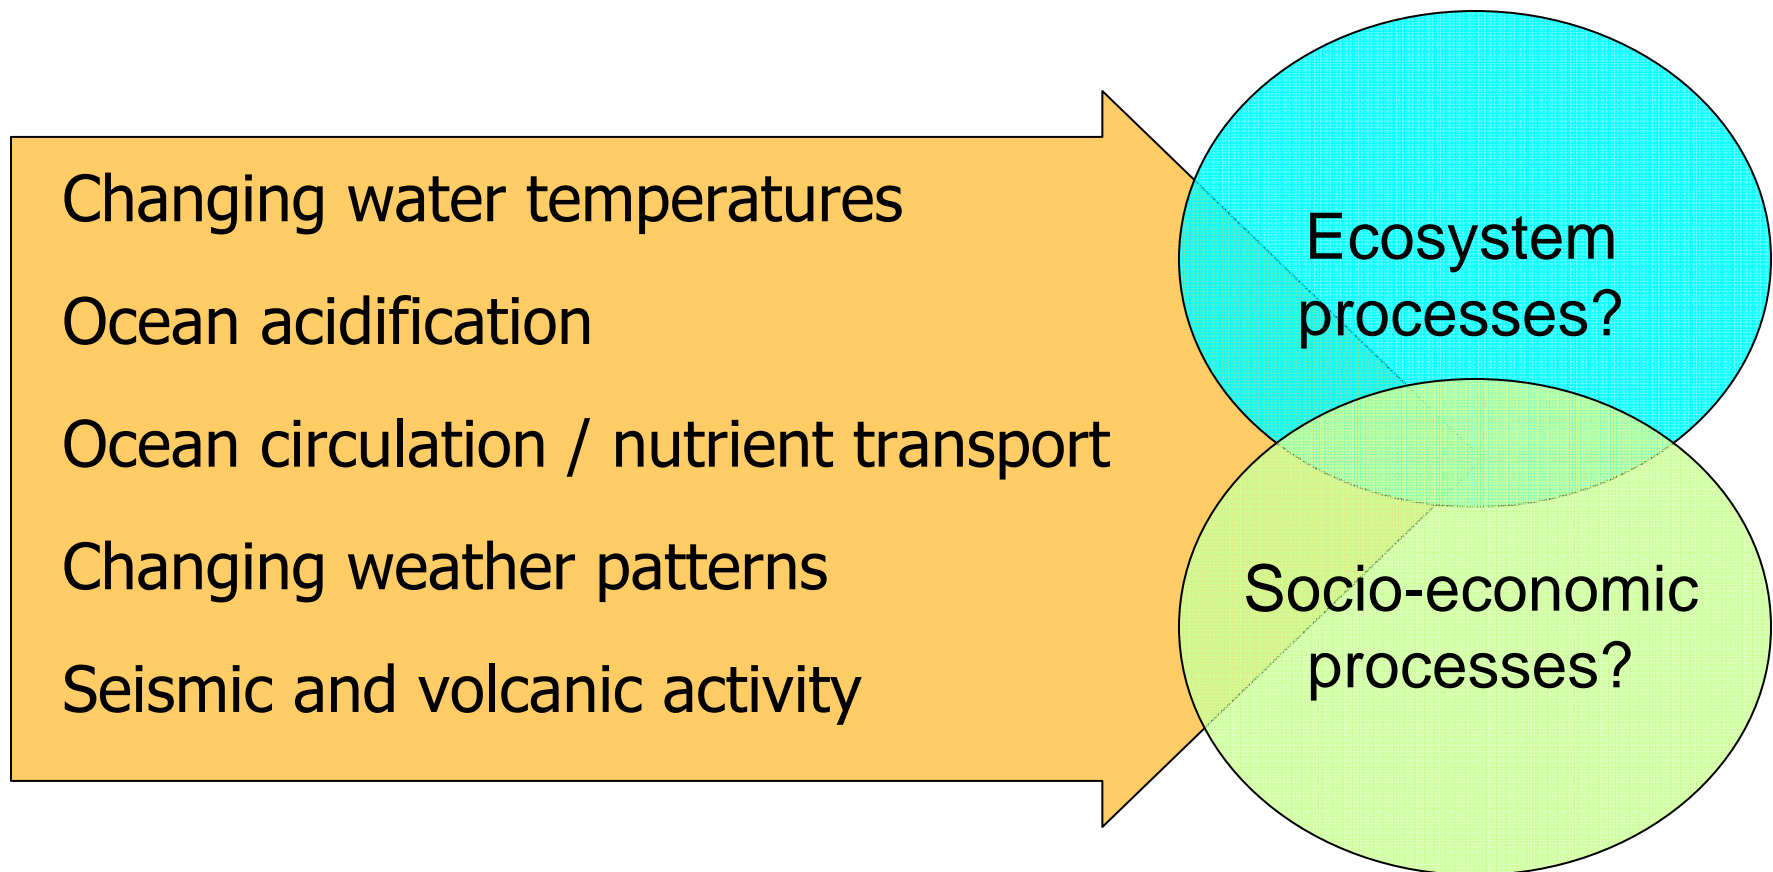 Changing water temperatures
Ocean acidification
Ocean circulation / nutrient transport
Changing weather patterns
Seismic and volcanic activity
Ecosystem
processes?
Socio-economic
processes?